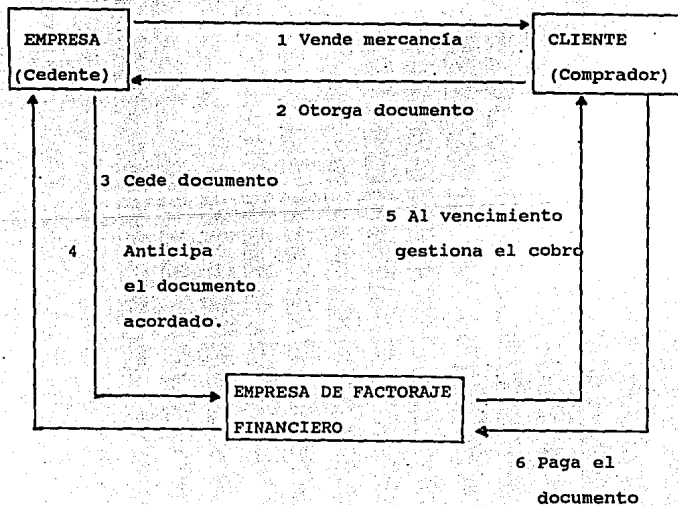 EMPRESA
(Cedente)
1 Vende mercancía
CLIENTE
(Comprador)
2 Otorga documento
3 Cede documento
4 Anticipa
el documento
acordado.
5 Al vencimiento
gestiona el cobro
EMPRESA DE FACTORAJE
FINANCIERO
6 Paga el
documento